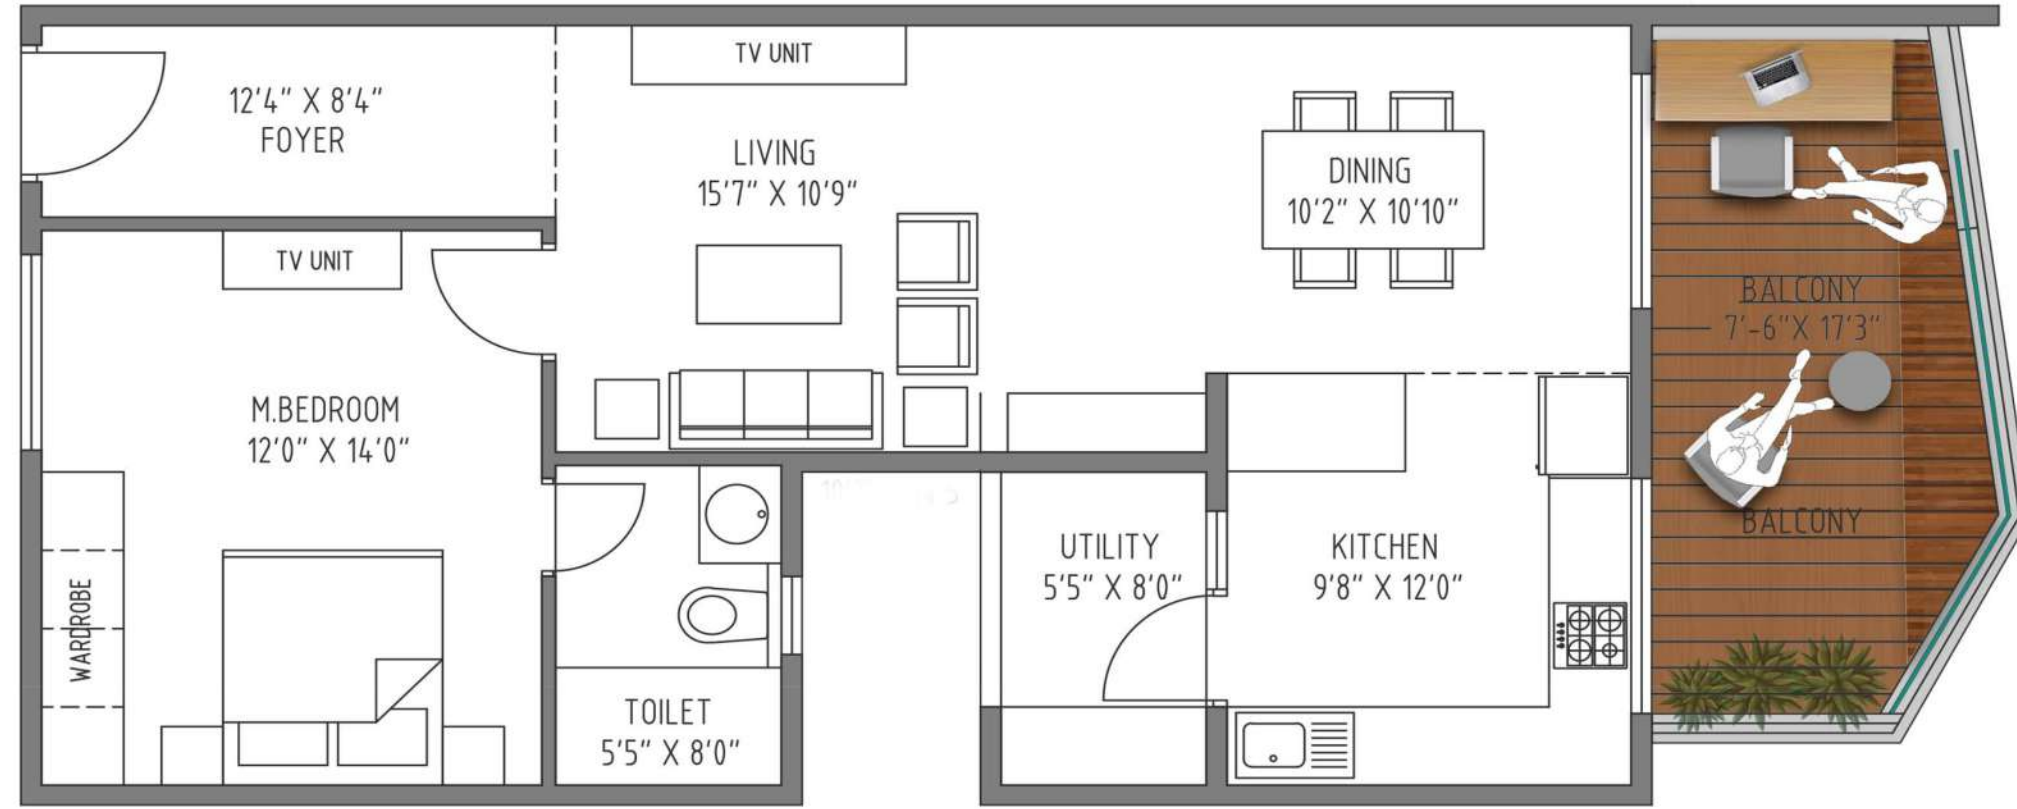 TV UNIT
12'4" X 8'4"
FOYER
LIVING
15'7" X 10'9"
DINING
10'2" X 10'10"
TV UNIT
BALCONY
7'-6"X 17'3"
M.BEDROOM
12'0" X 14'0"
BALCONY
UTILITY
5'5" X 8'0"
KITCHEN
9'8" X 12'0"
WARDROBE
TOILET
5'5" X 8'0"